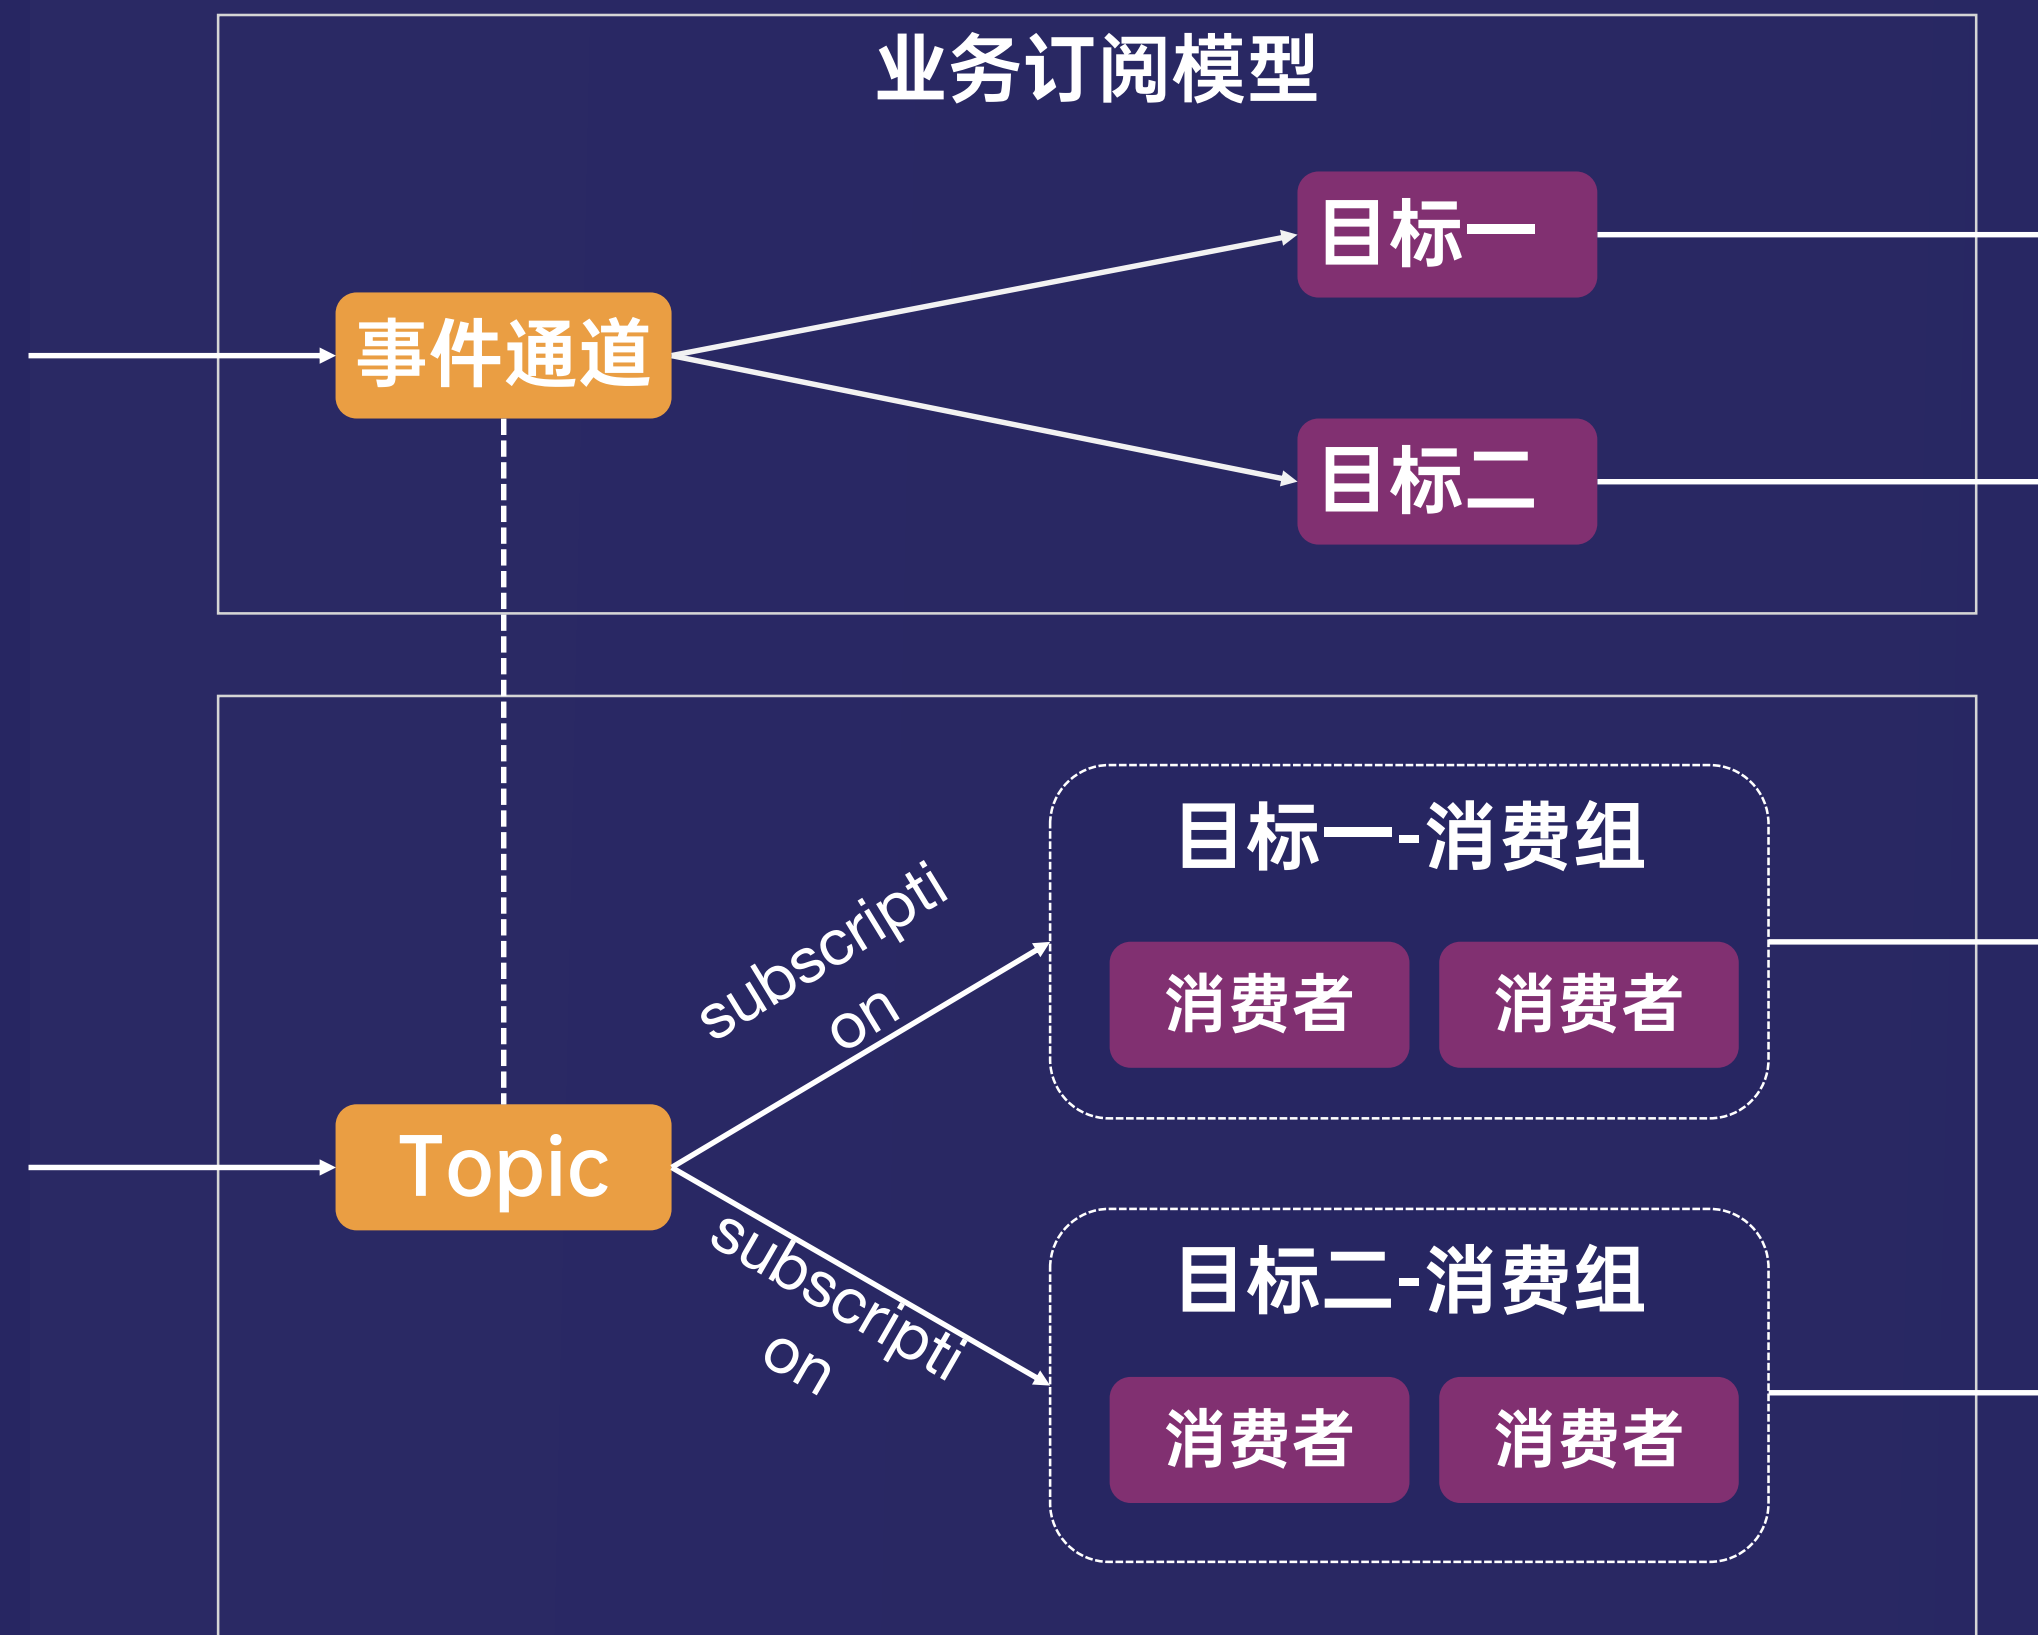 业务订阅模型
目标一
事件通道
目标二
目标一-消费组
subscripti
on
消费者
消费者
Topic
subscripti
on
目标二-消费组
消费者
消费者